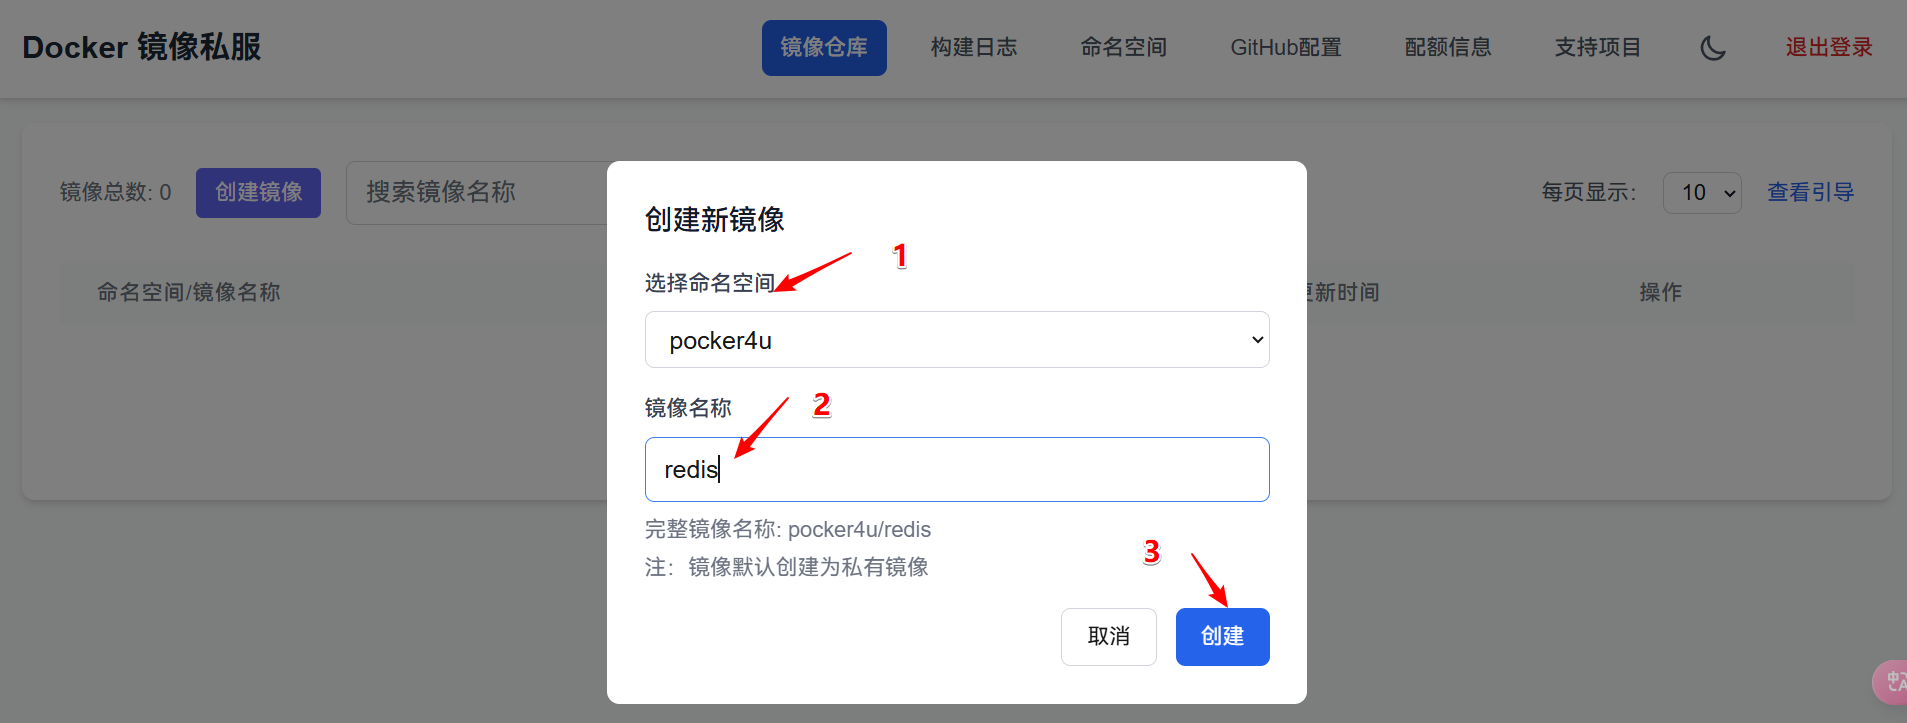 Docker 镜像私服
镜像仓库
构建日志
命名空间
GitHub配置
配额信息
支持项目
退出登录
镜像总数: 0
创建镜像
搜索镜像名称
每页显示：
10
查看引导
命名空间/镜像名称
更新时间
操作
创建新镜像
1
选择命名空间
pocker4u
镜像名称
2
redis
完整镜像名称: pocker4u/redis
注：镜像默认创建为私有镜像
3
取消
创建
中A